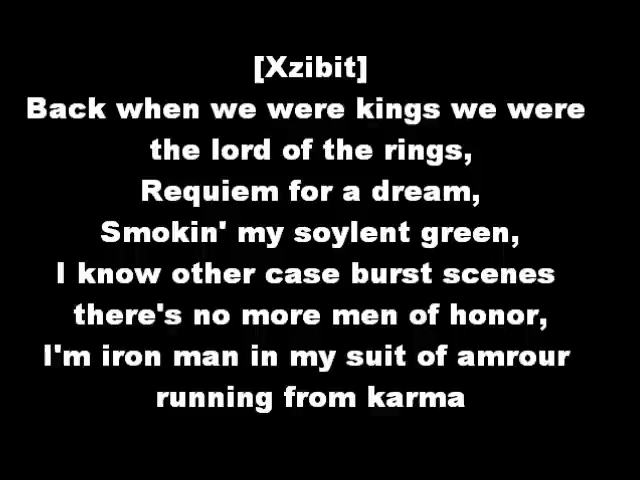 [Xzibit]
Back when we were kings we were
the lord of the rings,
Requiem for a dream,
Smokin' my soylent green,
I know other case burst scenes
there's no more men of honor,
I'm iron man in my suit of amrour
running from karma